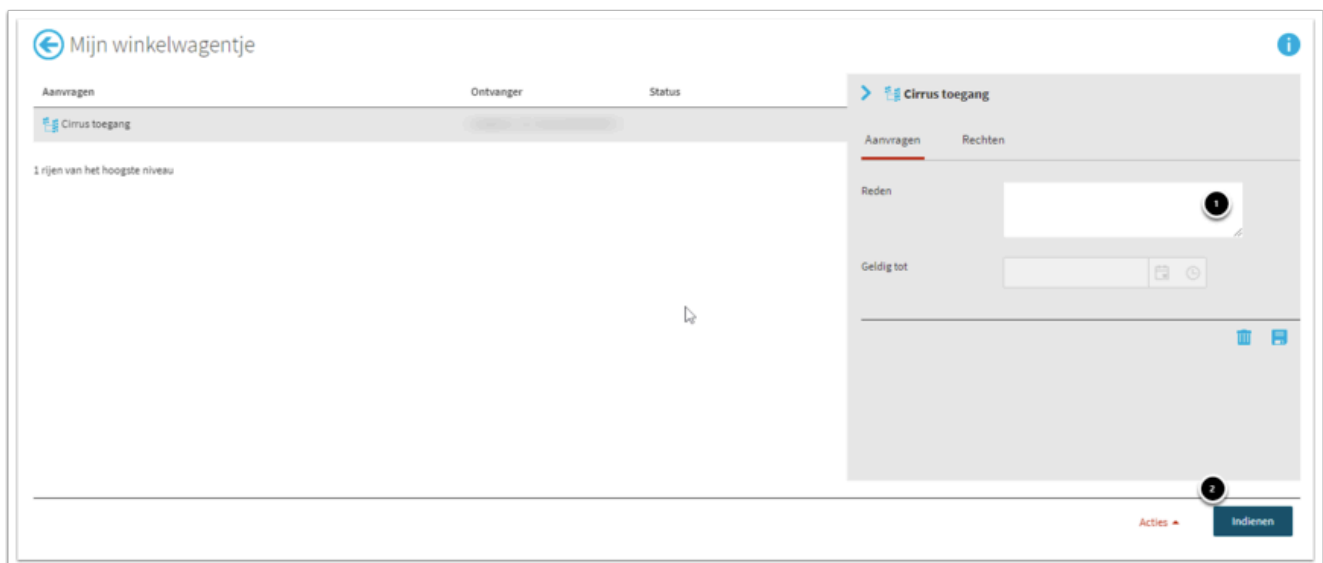 Mijn winkelwagentje
Aanvragen Ontvanger Status
Cirrus toegang
1 rijen van het hoogste niveau
Cirrus toegang
Aanvragen Rechten
Reden
1
Geldig tot
2
Acties Indienen